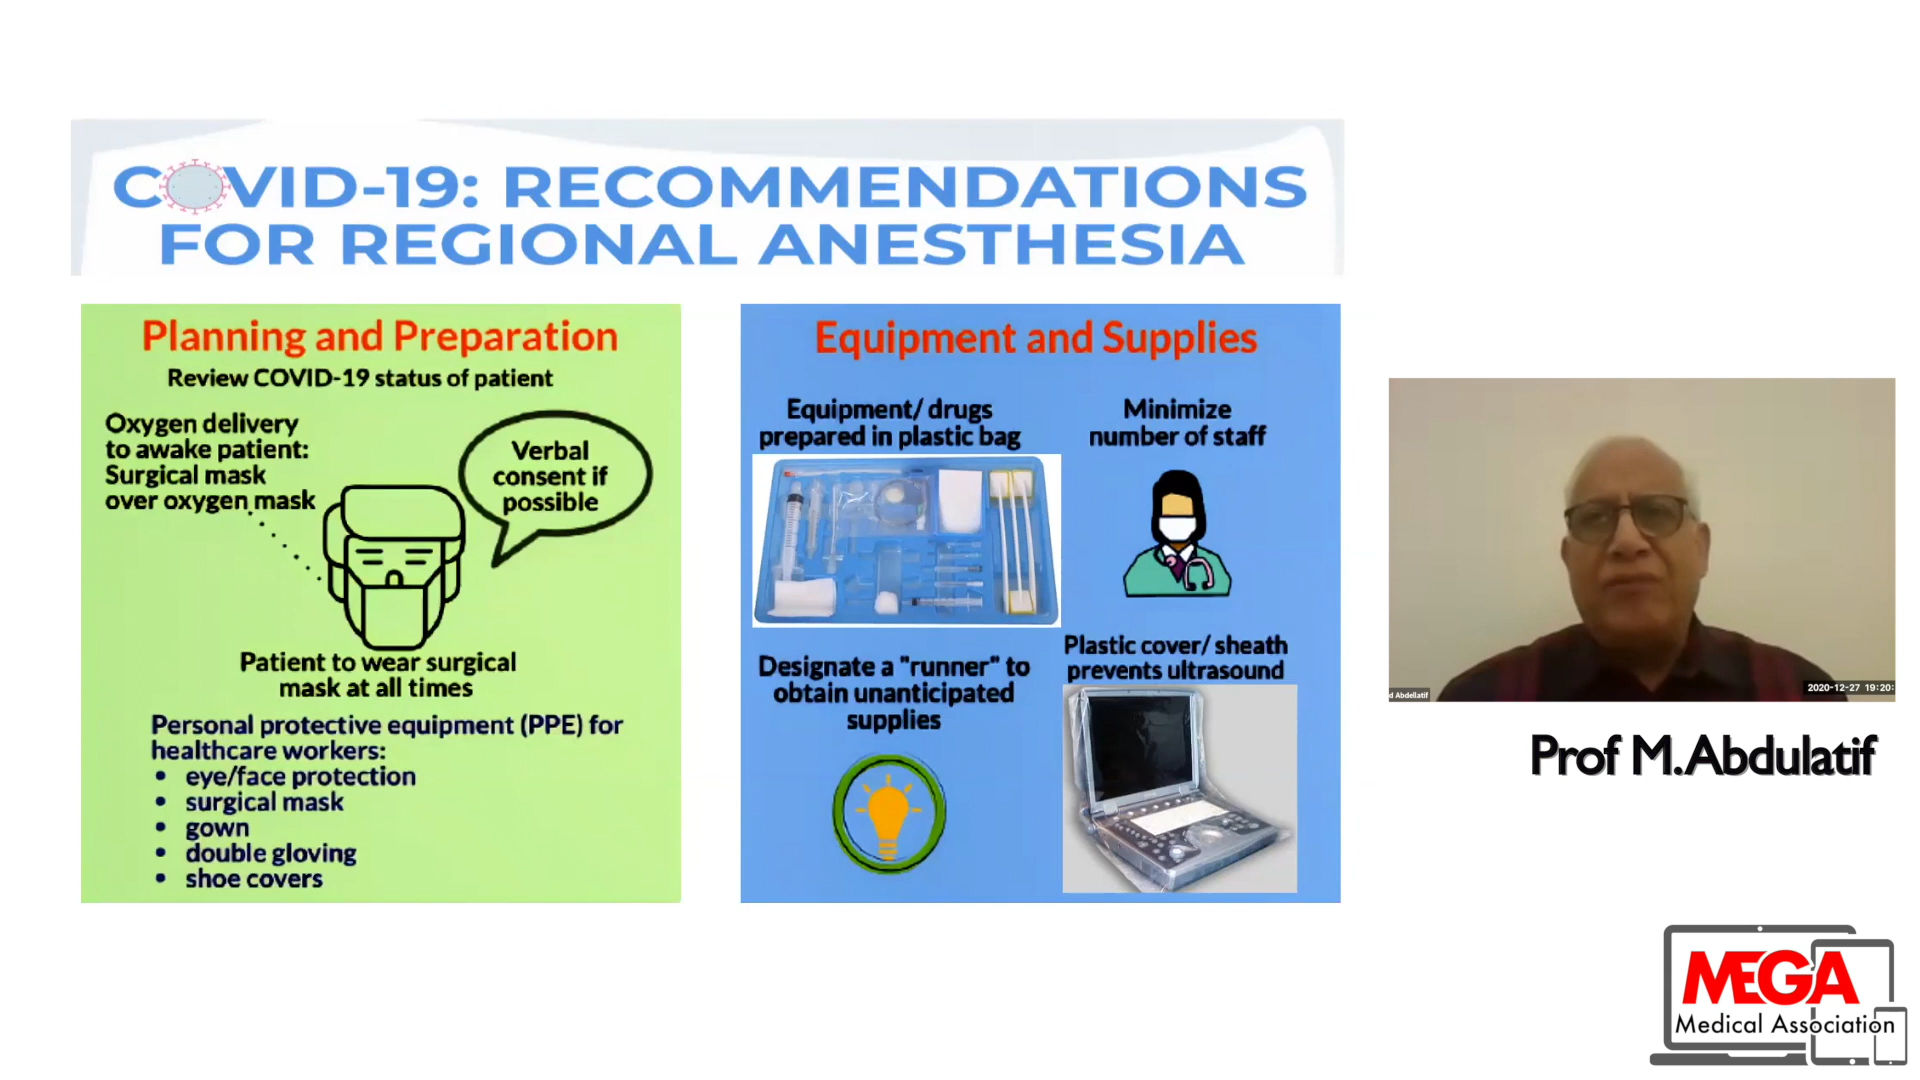 COVID-19: RECOMMENDATIONS
FOR REGIONAL ANESTHESIA
Planning and Preparation
Review COVID-19 status of patient
Oxygen delivery
to awake patient:
Surgical mask
over oxygen mask
Verbal
consent if
possible
Patient to wear surgical
mask at all times
Personal protective equipment (PPE) for
healthcare workers:
• eye/face protection
• surgical mask
• gown
• double gloving
• shoe covers
Equipment and Supplies
Equipment/ drugs
prepared in plastic bag
Minimize
number of staff
Designate a "runner" to
obtain unanticipated
supplies
Plastic cover/ sheath
prevents ultrasound
d Abdellatif
2020-12-27 19:20:
Prof M.Abdulatif
MEGA
Medical Association